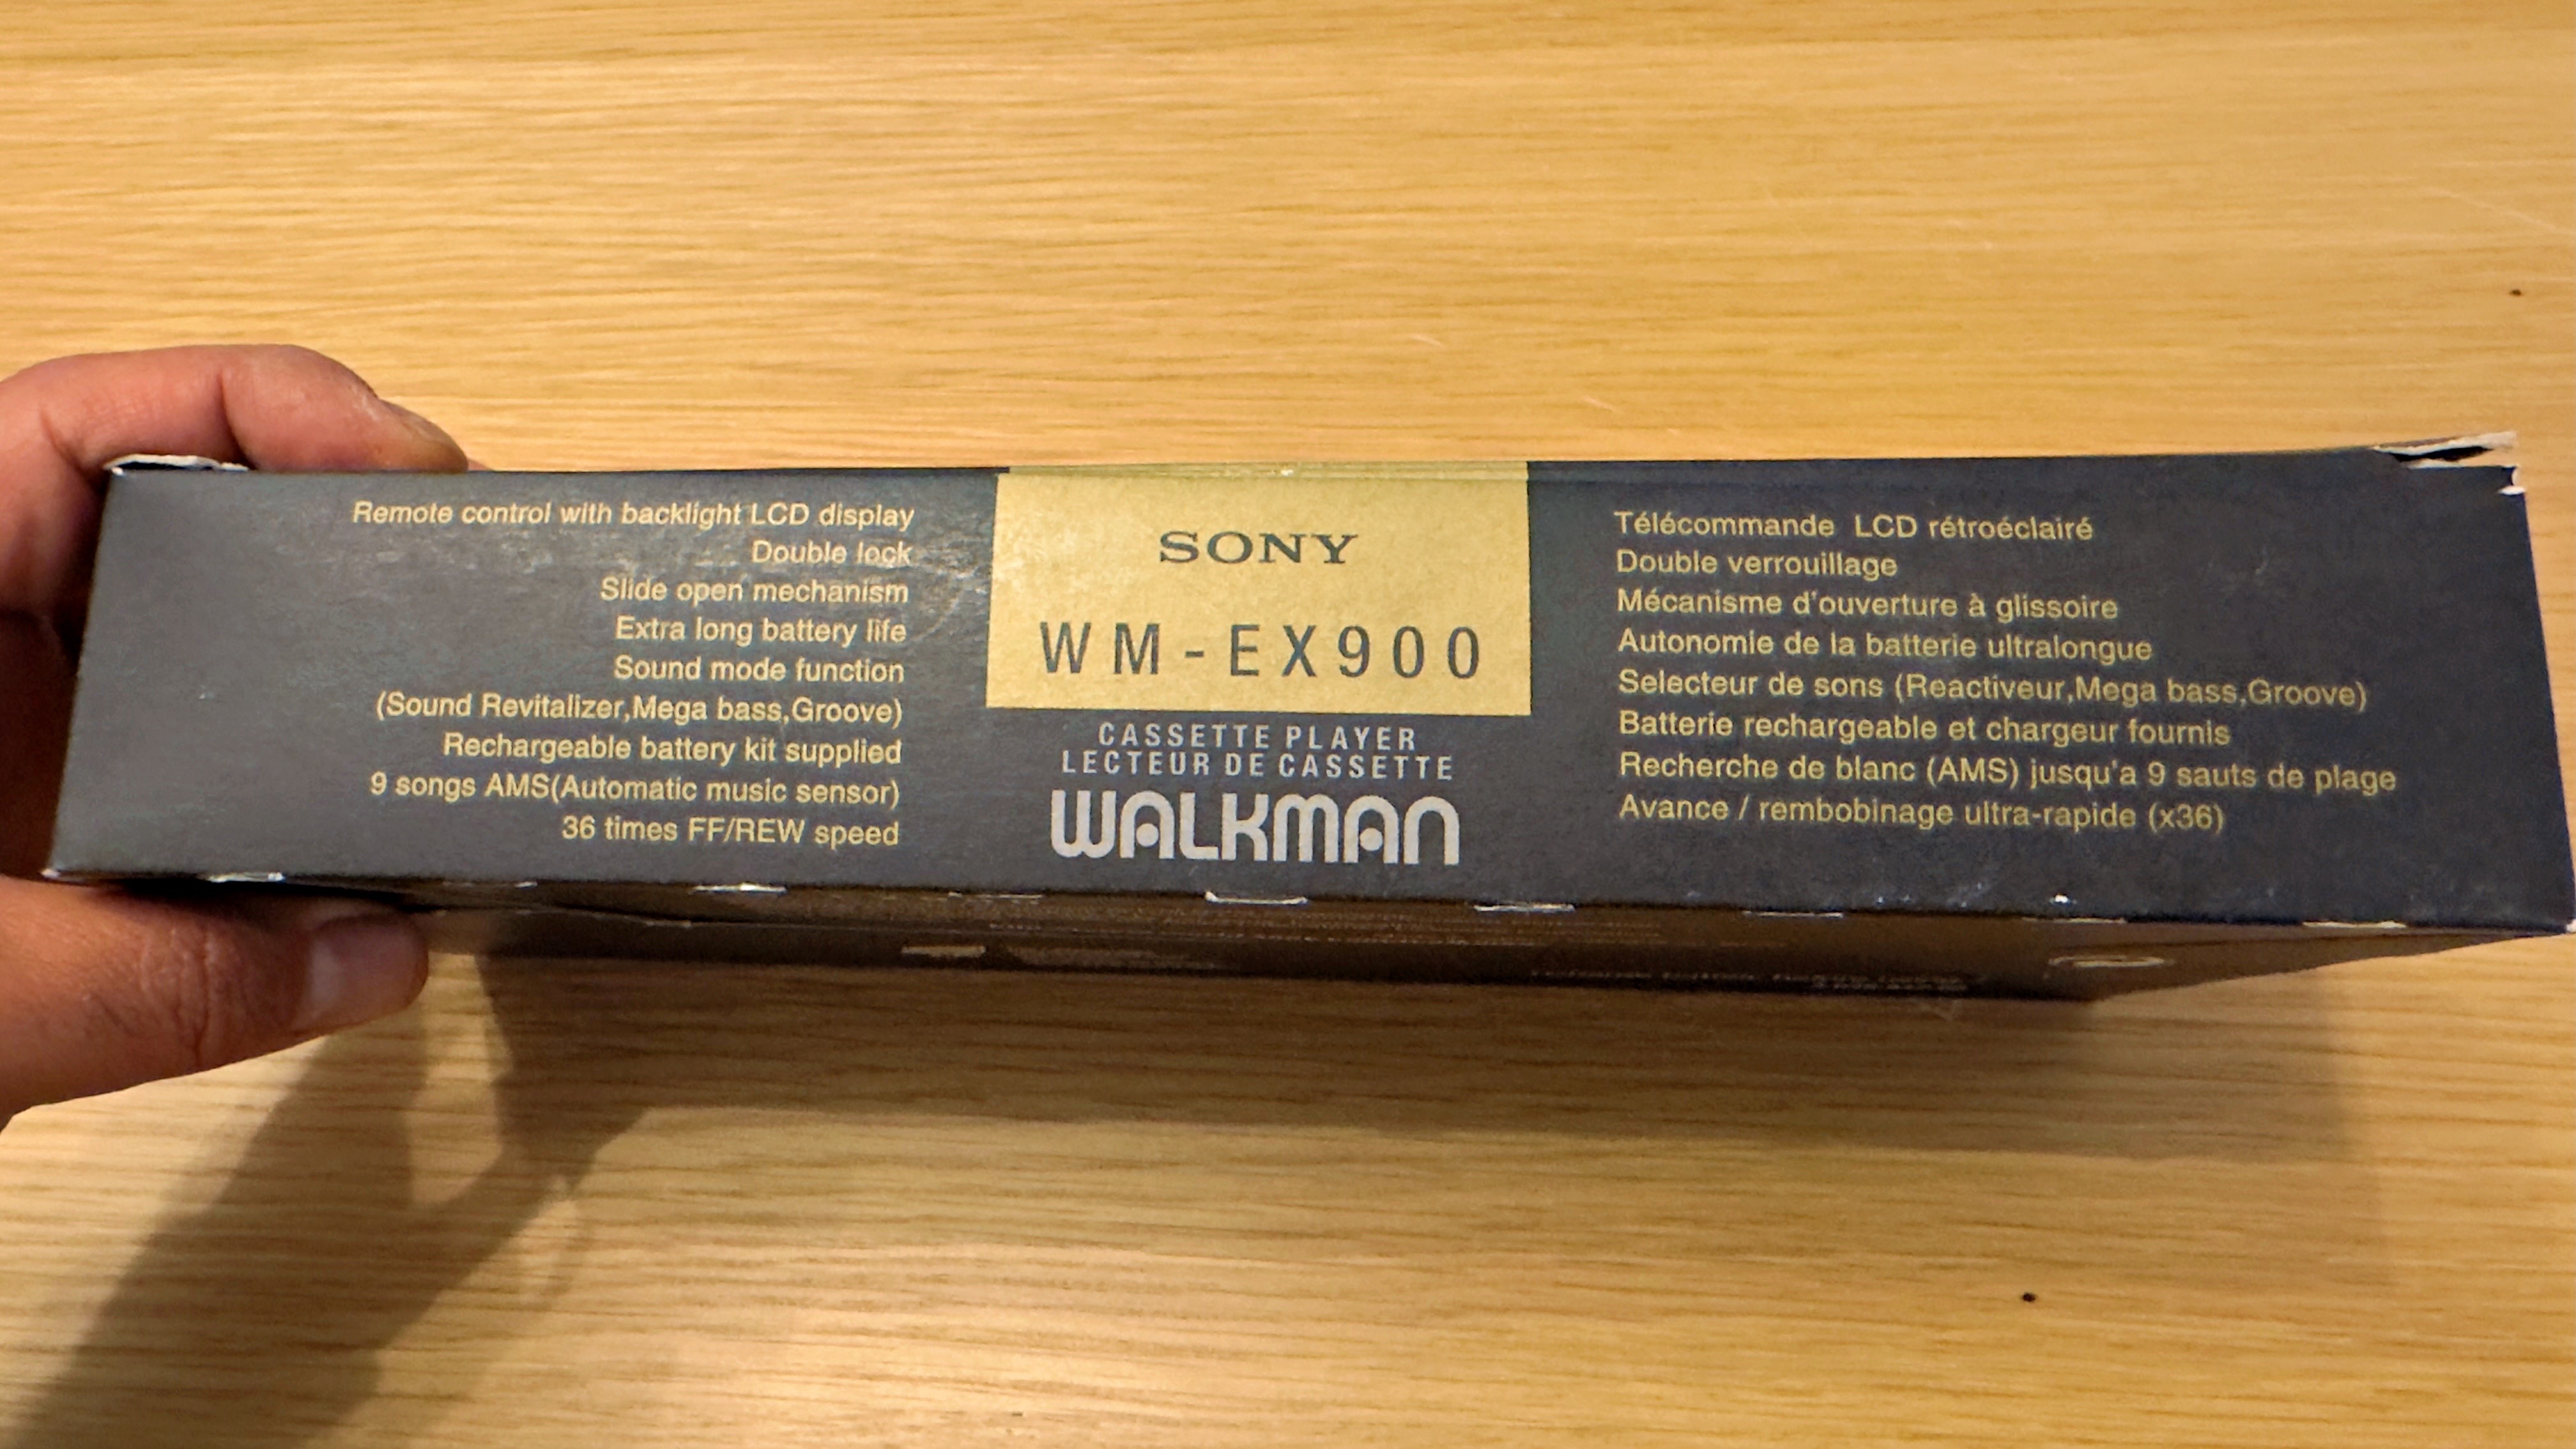 Remote control with backlight LCD display
Double lock
Slide open mechanism
Extra long battery life
Sound mode function
(Sound Revitalizer,Mega bass,Groove)
Rechargeable battery kit supplied
9 songs AMS(Automatic music sensor)
36 times FF/REW speed
SONY
WM-EX900
CASSETTE PLAYER
LECTEUR DE CASSETTE
WALKMAN
Télécommande LCD rétroéclairé
Double verrouillage
Mécanisme d'ouverture à glissoire
Autonomie de la batterie ultralongue
Selecteur de sons (Reactiveur,Mega bass,Groove)
Batterie rechargeable et chargeur fournis
Recherche de blanc (AMS) jusqu'a 9 sauts de plage
Avance / rembobinage ultra-rapide (x36)